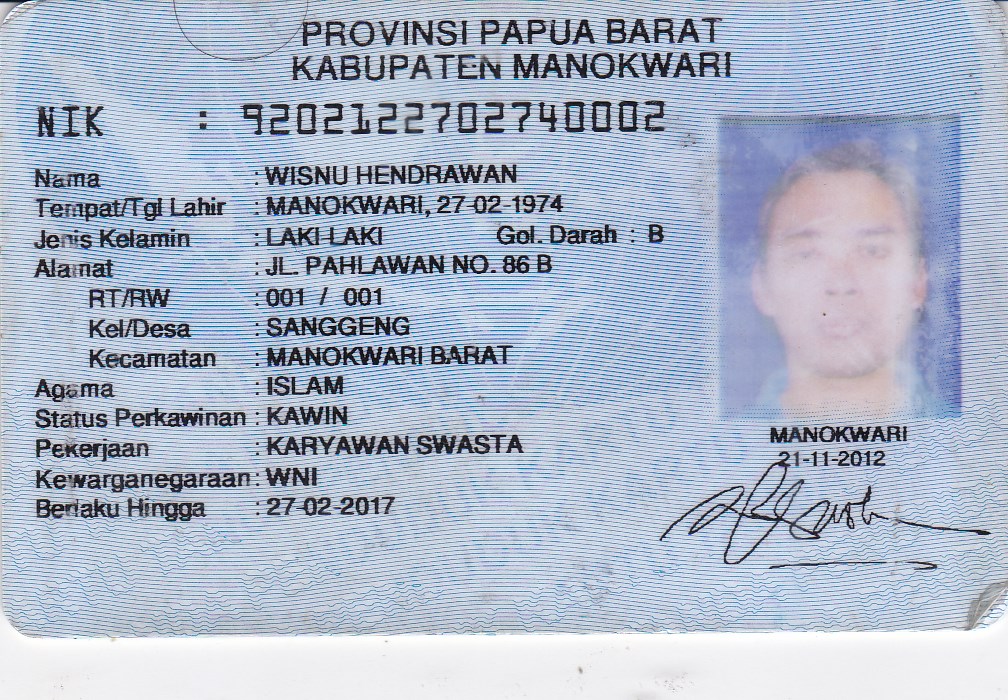 PROVINSI PAPUA BARAT
KABUPATEN MANOKWARI
NIK : 9202122702740002
Nama : WISNU HENDRAWAN
Tempat/Tgl Lahir : MANOKWARI, 27-02-1974
Jenis Kelamin : LAKI LAKI Gol. Darah : B
Alamat : JL. PAHLAWAN NO. 86 B
RT/RW : 001 / 001
Kel/Desa : SANGGENG
Kecamatan : MANOKWARI BARAT
Agama : ISLAM
Status Perkawinan : KAWIN
Pekerjaan : KARYAWAN SWASTA
Kewarganegaraan : WNI
Berlaku Hingga : 27-02-2017
MANOKWARI
21-11-2012